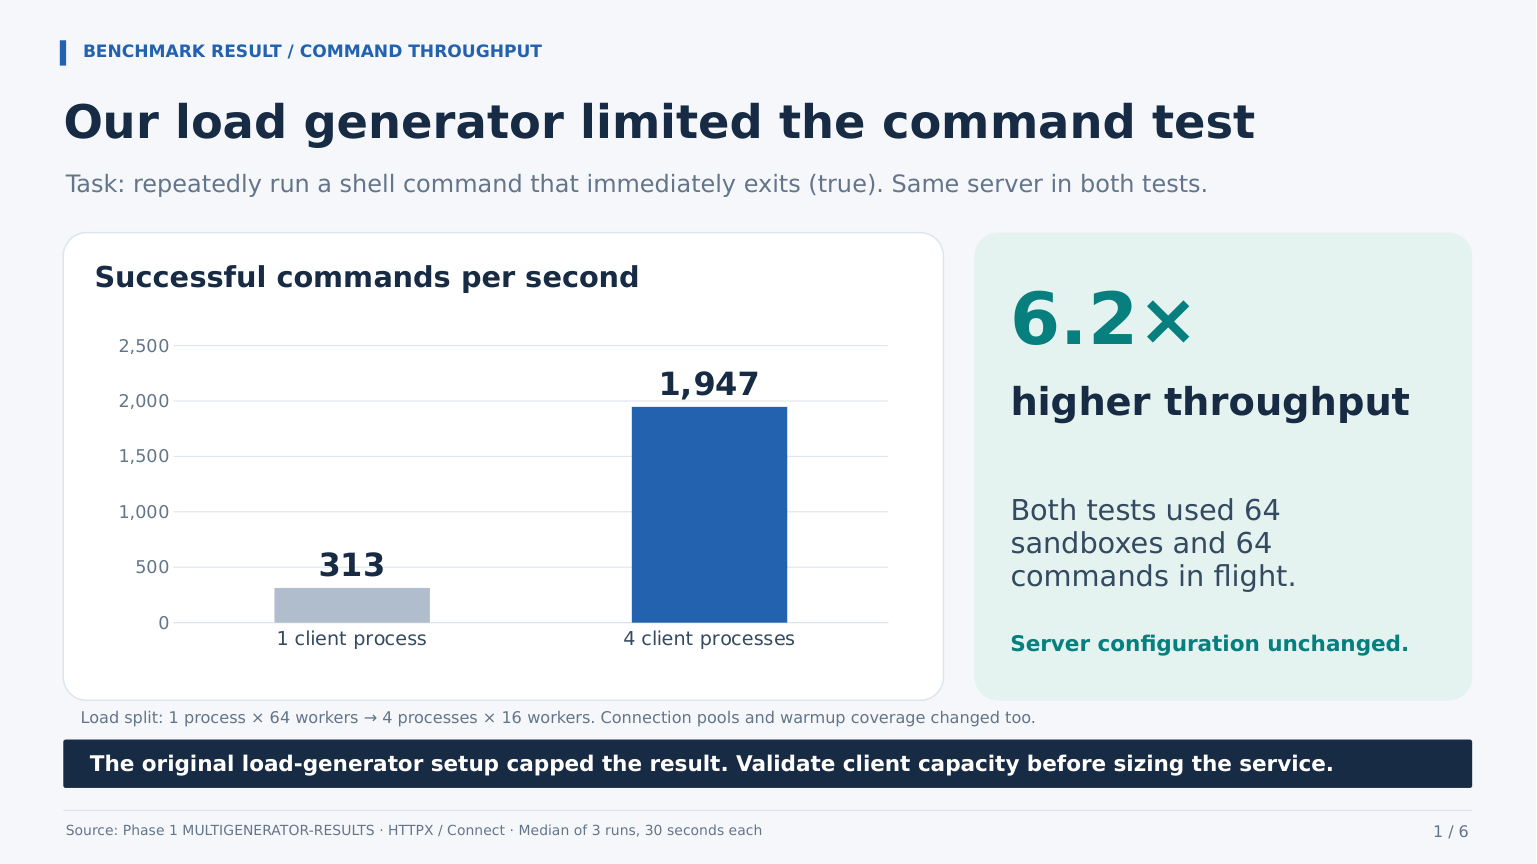 BENCHMARK RESULT / COMMAND THROUGHPUT
Our load generator limited the command test
Task: repeatedly run a shell command that immediately exits (true). Same server in both tests.
Successful commands per second
2,500
2,000
1,500
1,000
500
0
313
1,947
1 client process
4 client processes
6.2×
higher throughput
Both tests used 64
sandboxes and 64
commands in flight.
Server configuration unchanged.
Load split: 1 process × 64 workers → 4 processes × 16 workers. Connection pools and warmup coverage changed too.
The original load-generator setup capped the result. Validate client capacity before sizing the service.
Source: Phase 1 MULTIGENERATOR-RESULTS · HTTPX / Connect · Median of 3 runs, 30 seconds each
1 / 6